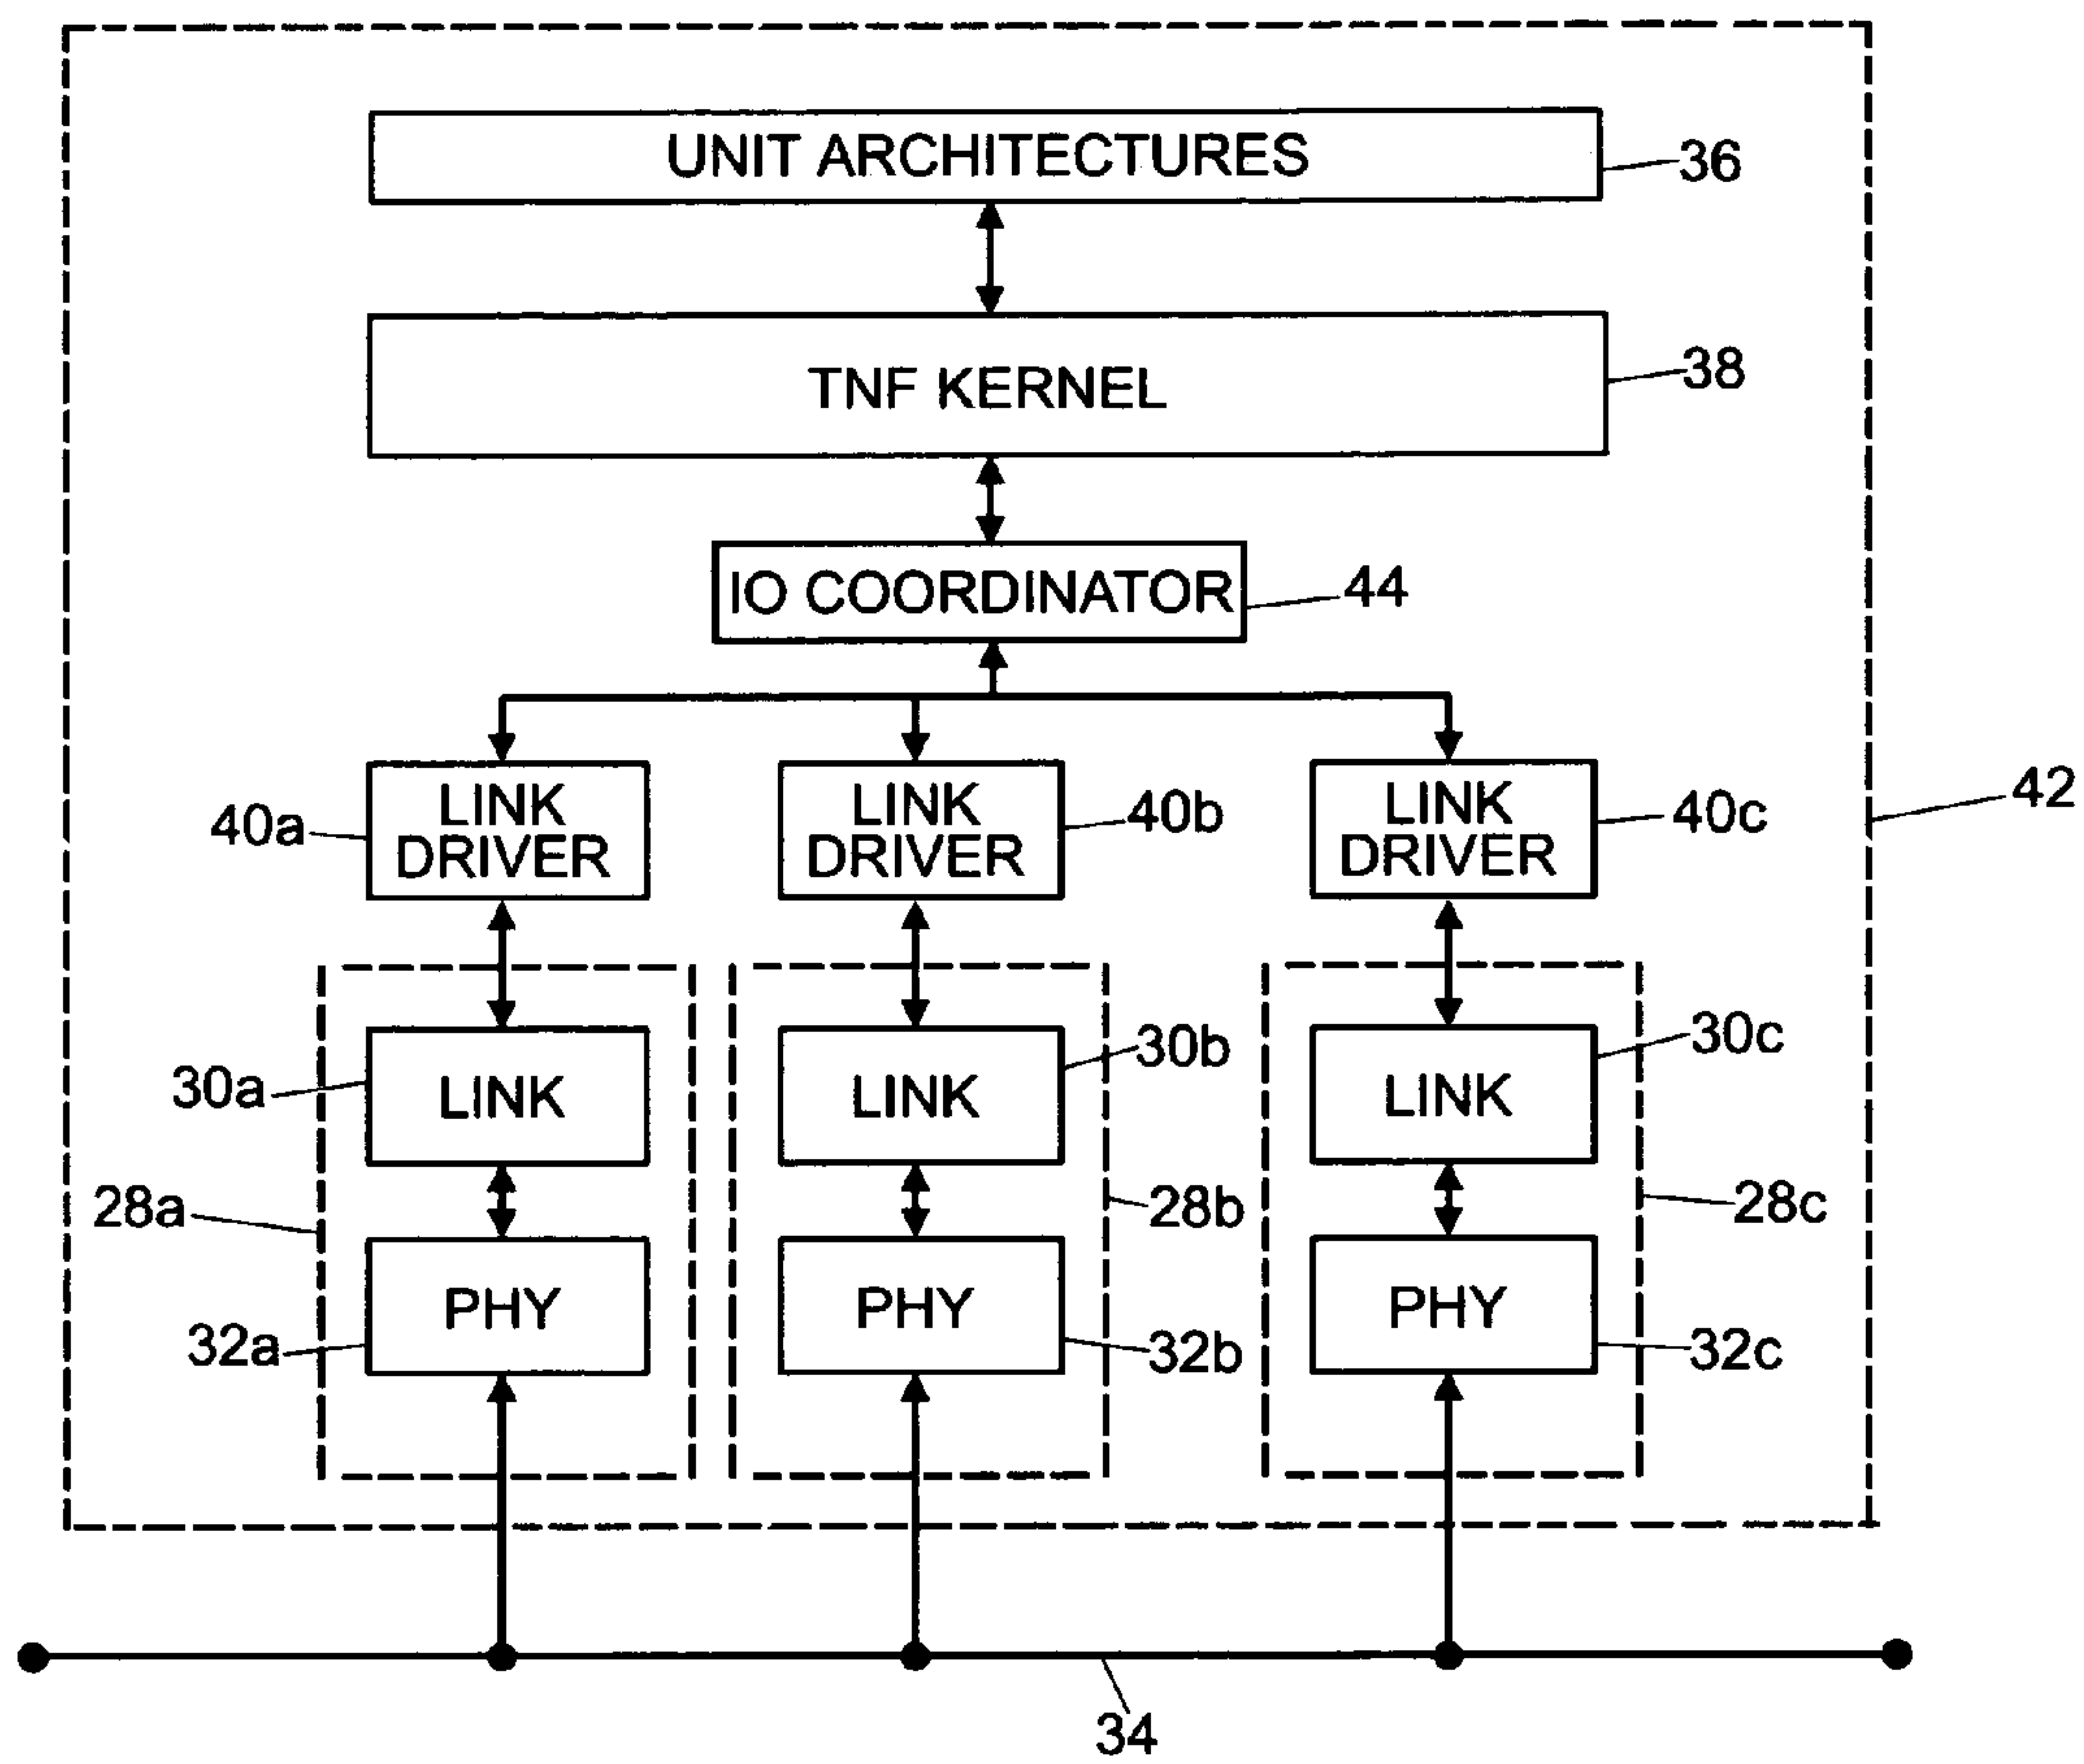 UNIT ARCHITECTURES
36
TNF KERNEL
38
IO COORDINATOR
44
40a
LINK
DRIVER
LINK
DRIVER
40b
LINK
DRIVER
40c
42
30a
LINK
LINK
30b
LINK
30c
28a
28b
28c
32a
PHY
PHY
32b
PHY
32c
34